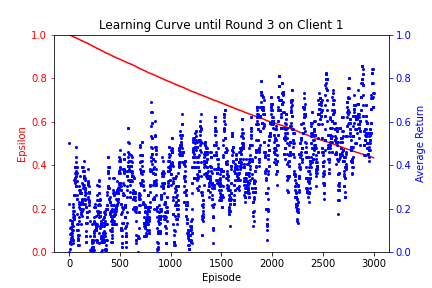 Learning Curve until Round 3 on Client 1
1.0 1.0
0.8 0.8
0.6 0.6
0.4 0.4
0.2 0.2
0.0 0.0
Epsilon
Average Return
0 500 1000 1500 2000 2500 3000
Episode